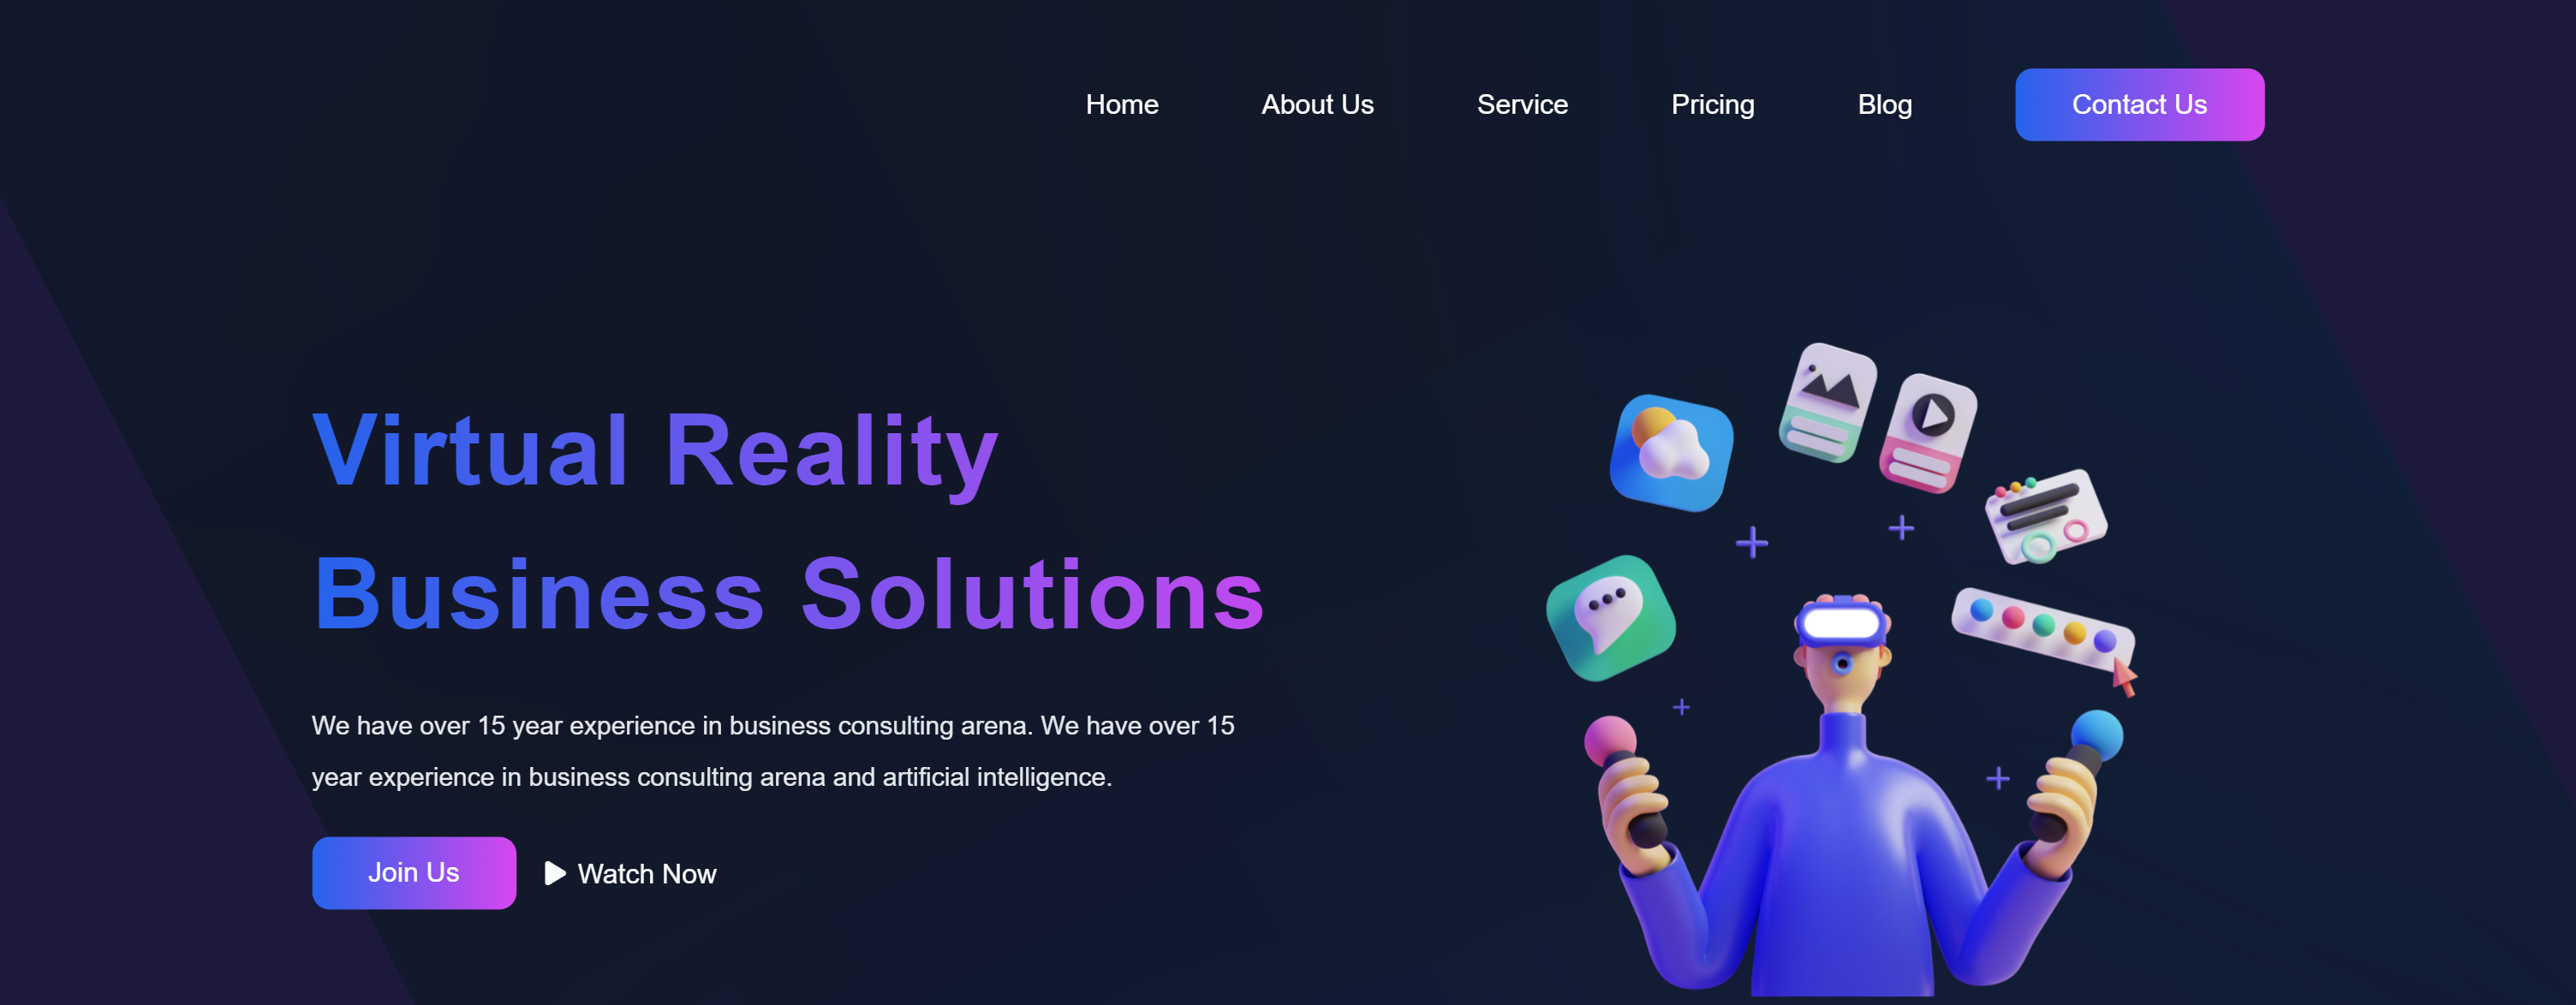 Home About Us Service Pricing Blog Contact Us
Virtual Reality
Business Solutions
We have over 15 year experience in business consulting arena. We have over 15
year experience in business consulting arena and artificial intelligence.
Join Us Watch Now